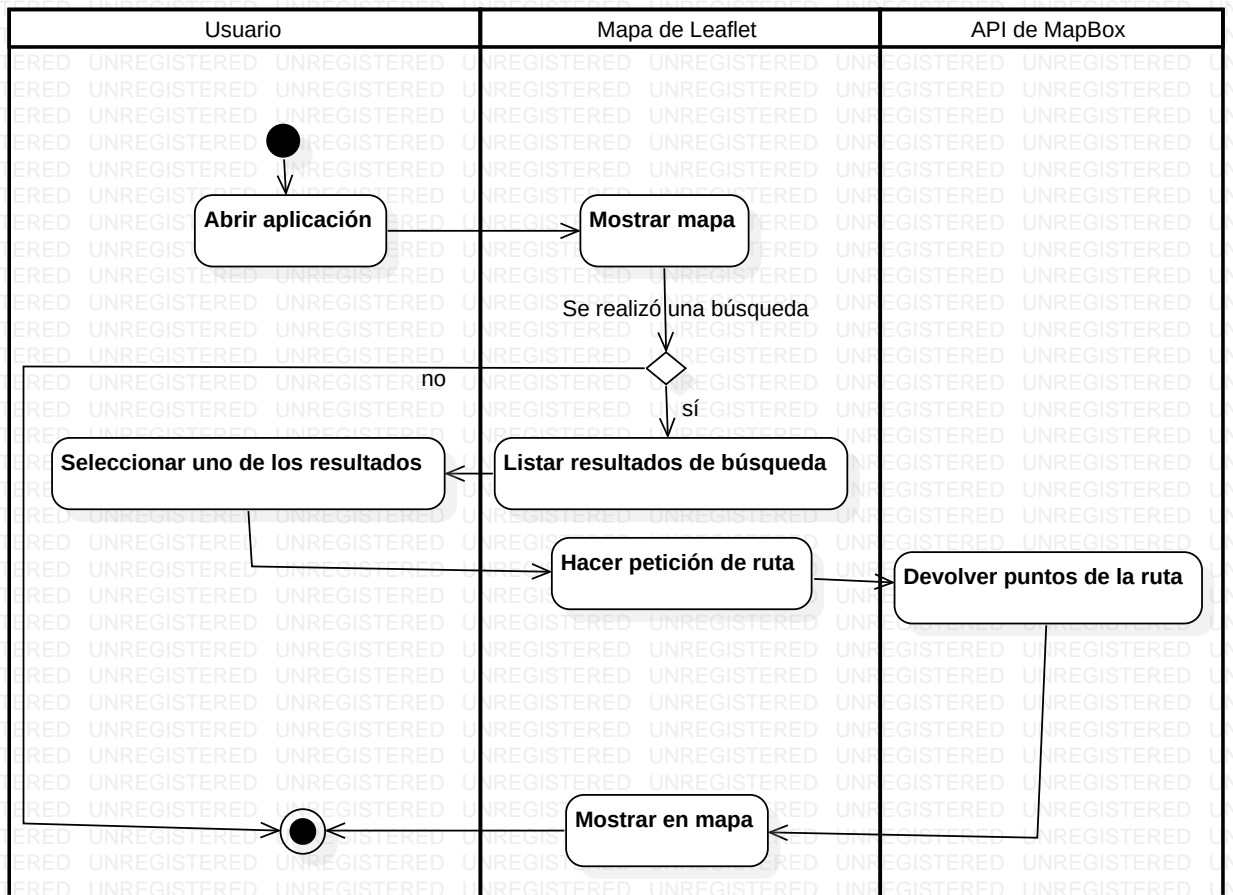 Usuario
Mapa de Leaflet
API de MapBox
Abrir aplicación
Mostrar mapa
Se realizó una búsqueda
no
sí
Seleccionar uno de los resultados
Listar resultados de búsqueda
Hacer petición de ruta
Devolver puntos de la ruta
Mostrar en mapa
UNREGISTERED